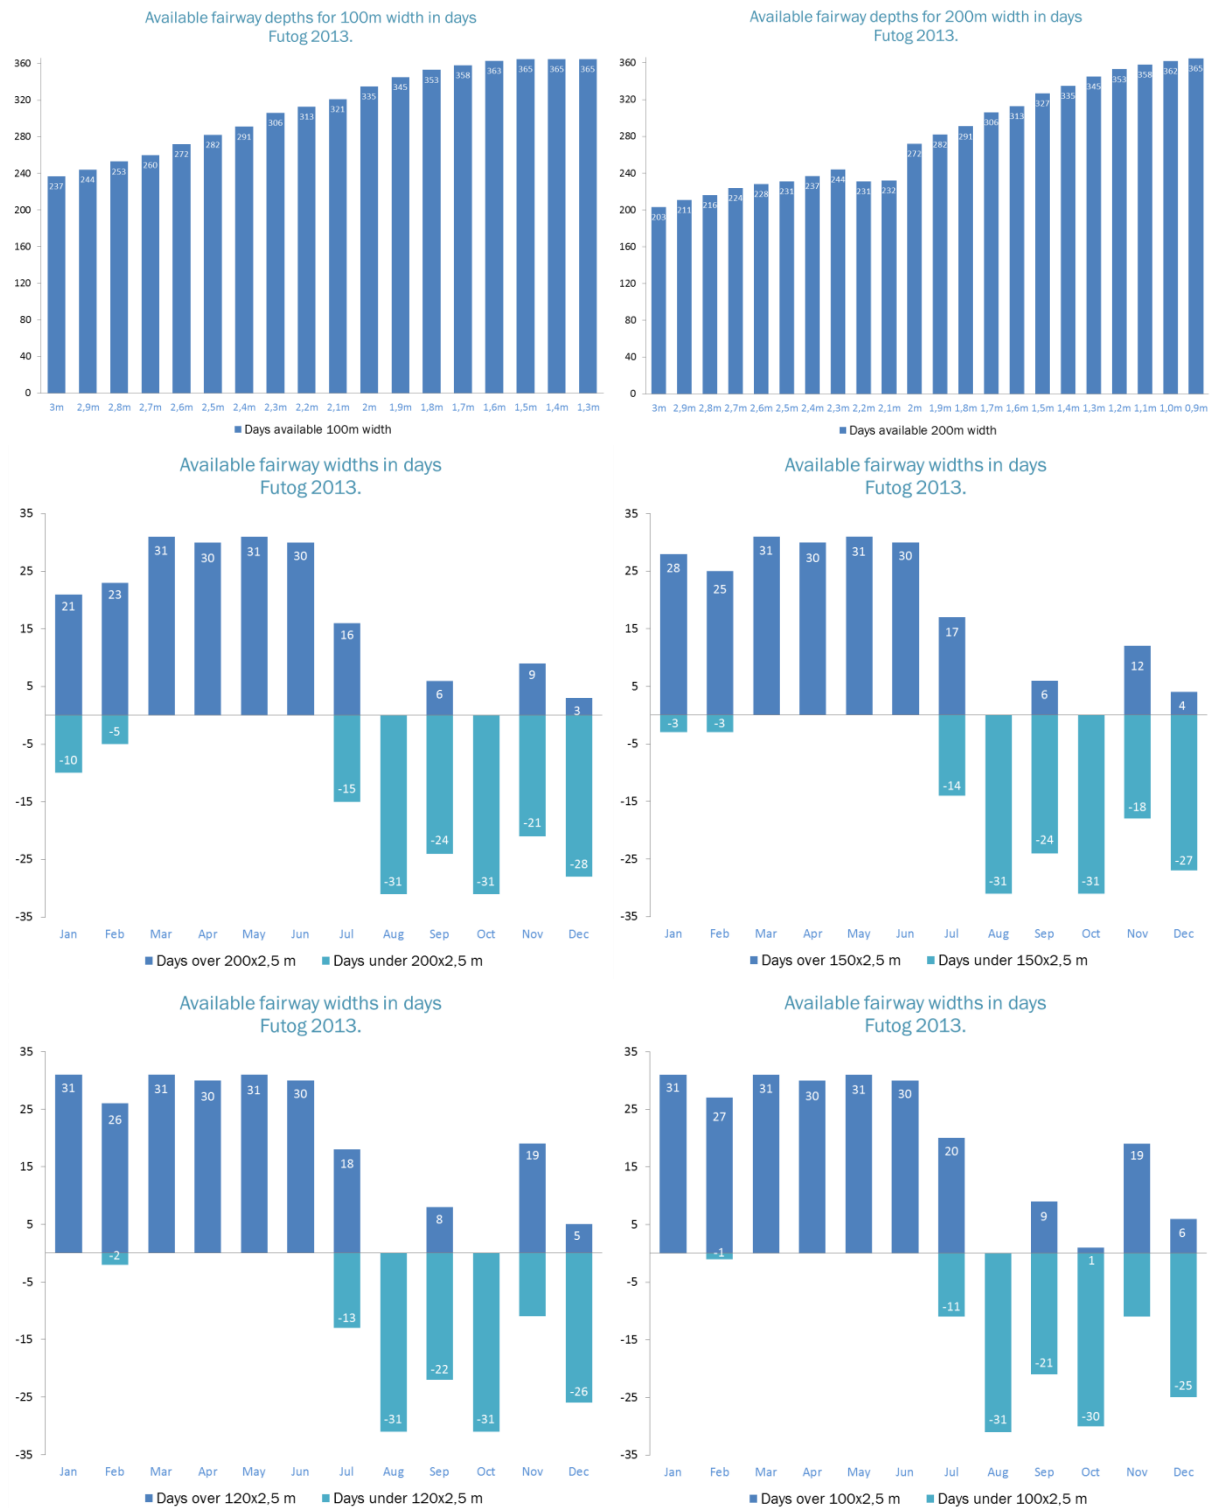 Available fairway depths for 100m width in days
Futog 2013.
360
320
280
240
200
160
120
80
40
0
237 244 253 260 272 282 291 306 313 321 335 345 353 358 363 365 365 365
3m 2,9m 2,8m 2,7m 2,6m 2,5m 2,4m 2,3m 2,2m 2,1m 2m 1,9m 1,8m 1,7m 1,6m 1,5m 1,4m 1,3m
Days available 100m width
Available fairway depths for 200m width in days
Futog 2013.
360
320
280
240
200
160
120
80
40
0
203 211 216 224 228 231 237 244 231 232 272 282 291 306 313 327 335 345 353 358 362 365
3m 2,9m 2,8m 2,7m 2,6m 2,5m 2,4m 2,3m 2,2m 2,1m 2m 1,9m 1,8m 1,7m 1,6m 1,5m 1,4m 1,3m 1,2m 1,1m 1,0m 0,9m
Days available 200m width
Available fairway widths in days
Futog 2013.
35
25
15
5
-5
-15
-25
-35
21 23 31 30 31 30 16 6 9 3
-10 -5 -15 -31 -24 -31 -21 -28
Jan Feb Mar Apr May Jun Jul Aug Sep Oct Nov Dec
Days over 200x2,5 m Days under 200x2,5 m
Available fairway widths in days
Futog 2013.
35
25
15
5
-5
-15
-25
-35
28 25 31 30 31 30 17 6 12 4
-3 -3 -14 -31 -24 -31 -18 -27
Jan Feb Mar Apr May Jun Jul Aug Sep Oct Nov Dec
Days over 150x2,5 m Days under 150x2,5 m
Available fairway widths in days
Futog 2013.
35
25
15
5
-5
-15
-25
-35
31 26 31 30 31 30 18 8 19 5
-2 -13 -31 -22 -31 -26
Jan Feb Mar Apr May Jun Jul Aug Sep Oct Nov Dec
Days over 120x2,5 m Days under 120x2,5 m
Available fairway widths in days
Futog 2013.
35
25
15
5
-5
-15
-25
-35
31 27 31 30 31 30 20 9 1 19 6
-1 -11 -31 -21 -30 -25
Jan Feb Mar Apr May Jun Jul Aug Sep Oct Nov Dec
Days over 100x2,5 m Days under 100x2,5 m